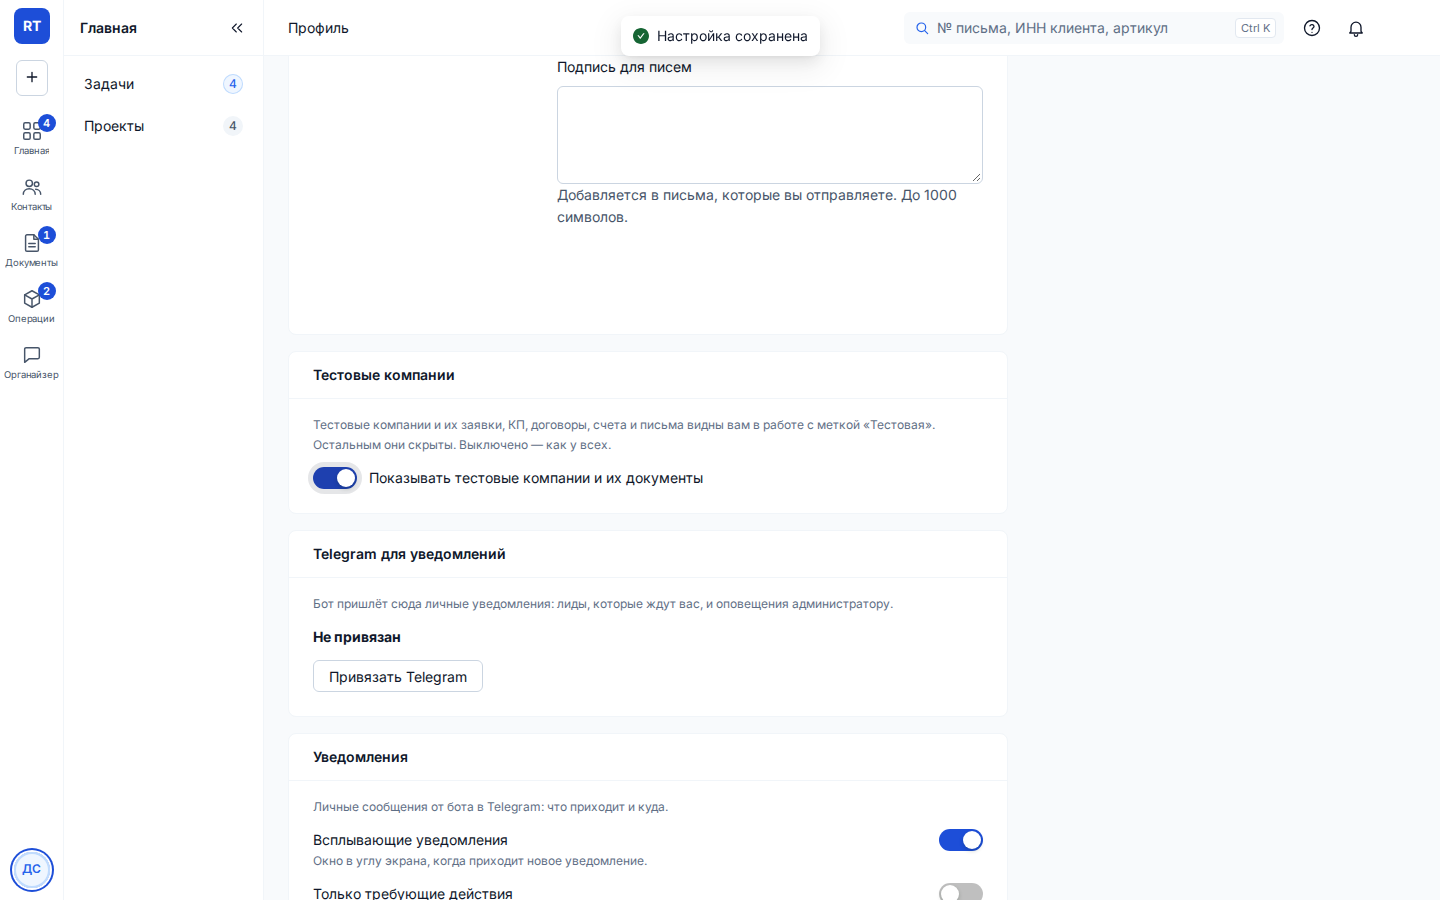 RT
Главная
Профиль
Настройка сохранена
№ письма, ИНН клиента, артикул
Ctrl K
4
Главная
Контакты
1
Документы
2
Операции
Органайзер
ДС
Задачи
4
Проекты
4
Подпись для писем
Добавляется в письма, которые вы отправляете. До 1000
символов.
Тестовые компании
Тестовые компании и их заявки, КП, договоры, счета и письма видны вам в работе с меткой «Тестовая».
Остальным они скрыты. Выключено — как у всех.
Показывать тестовые компании и их документы
Telegram для уведомлений
Бот пришлёт сюда личные уведомления: лиды, которые ждут вас, и оповещения администратору.
Не привязан
Привязать Telegram
Уведомления
Личные сообщения от бота в Telegram: что приходит и куда.
Всплывающие уведомления
Окно в углу экрана, когда приходит новое уведомление.
Только требующие действия